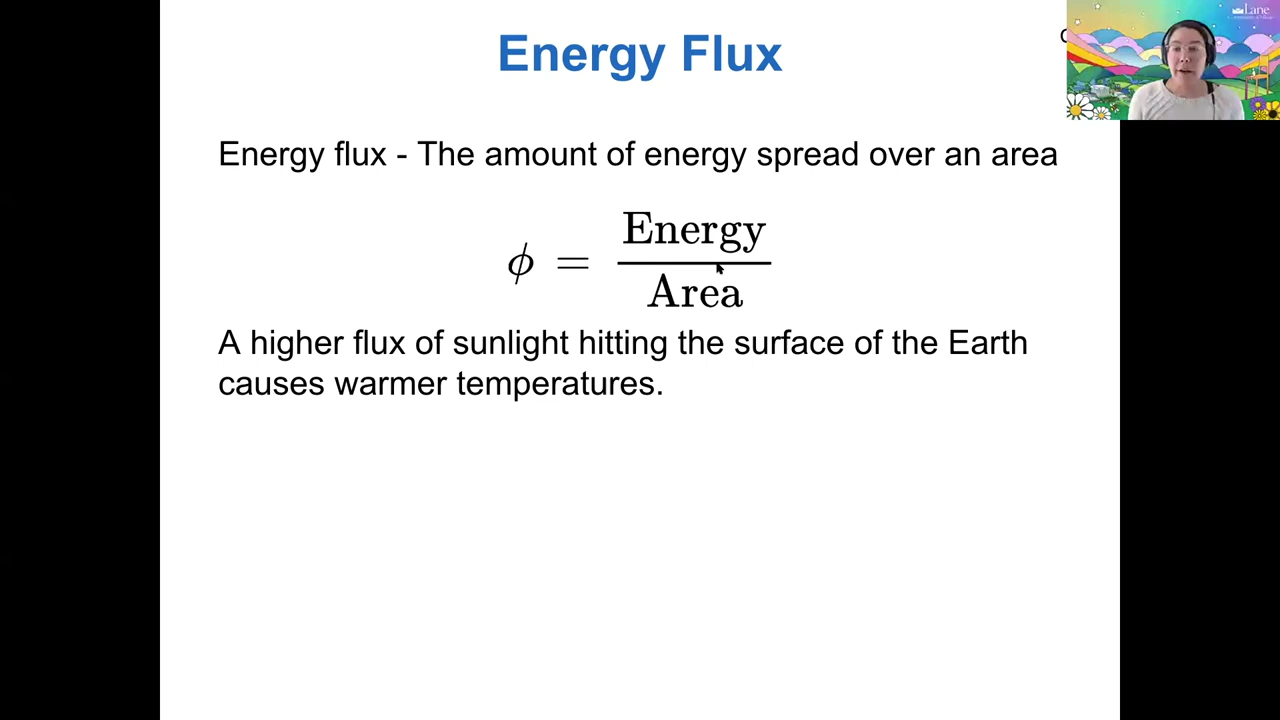 Energy Flux
Lane
Energy flux - The amount of energy spread over an area
ϕ = Energy
Area
A higher flux of sunlight hitting the surface of the Earth
causes warmer temperatures.